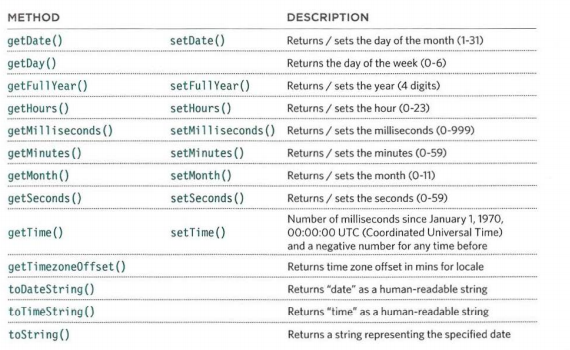 METHOD DESCRIPTION
getDate() setDate() Returns / sets the day of the month (1-31)
getDay() Returns the day of the week (0-6)
getFullYear() setFullYear() Returns / sets the year (4 digits)
getHours() setHours() Returns / sets the hour (0-23)
getMilliseconds() setMilliseconds() Returns / sets the milliseconds (0-999)
getMinutes() setMinutes() Returns / sets the minutes (0-59)
getMonth() setMonth() Returns / sets the month (0-11)
getSeconds() setSeconds() Returns / sets the seconds (0-59)
Number of milliseconds since January 1, 1970,
getTime() setTime() 00:00:00 UTC (Coordinated Universal Time)
and a negative number for any time before
getTimezoneOffset() Returns time zone offset in mins for locale
toDateString() Returns "date" as a human-readable string
toTimeString() Returns "time" as a human-readable string
toString() Returns a string representing the specified date